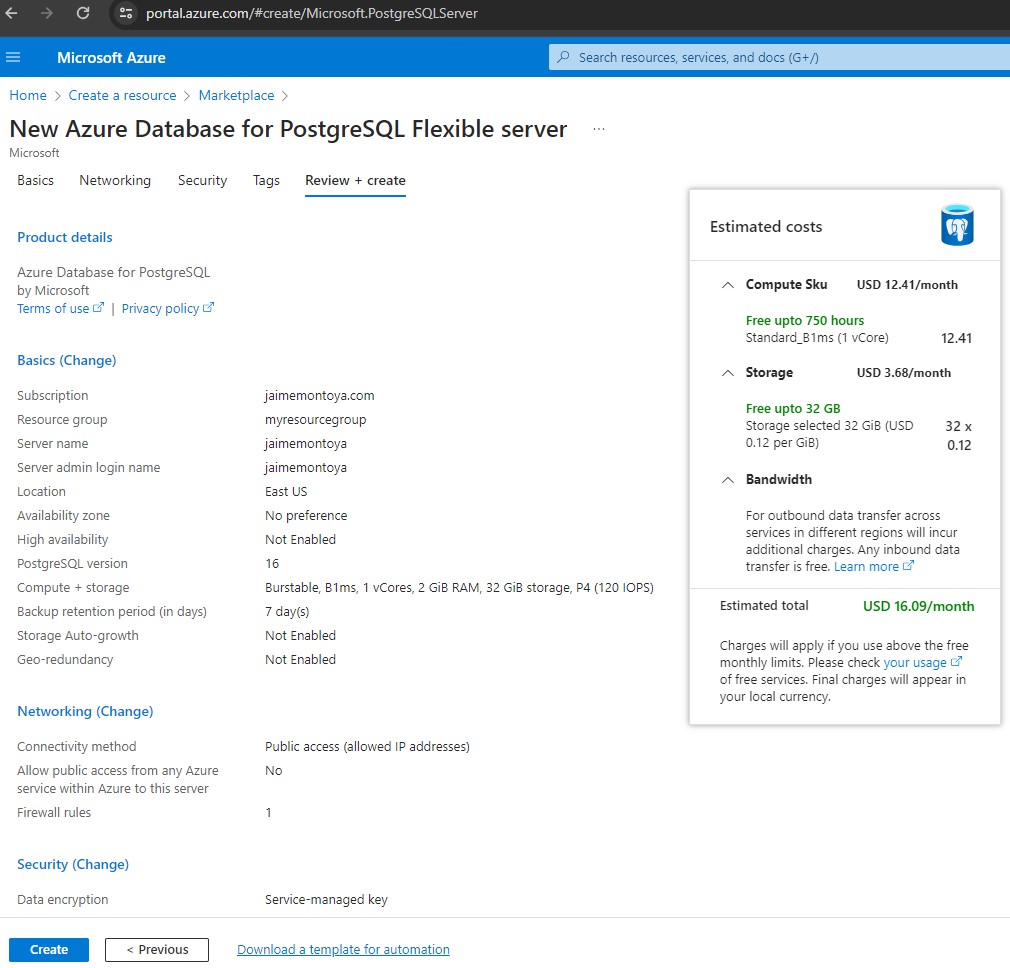 portal.azure.com/#create/Microsoft.PostgreSQLServer
Microsoft Azure
Search resources, services, and docs (G+/)
Home > Create a resource > Marketplace >
New Azure Database for PostgreSQL Flexible server ...
Microsoft
Basics Networking Security Tags Review + create
Product details
Azure Database for PostgreSQL
by Microsoft
Terms of use | Privacy policy
Basics (Change)
Subscription jaimemontoya.com
Resource group myresourcegroup
Server name jaimemontoya
Server admin login name jaimemontoya
Location East US
Availability zone No preference
High availability Not Enabled
PostgreSQL version 16
Compute + storage Burstable, B1ms, 1 vCores, 2 GiB RAM, 32 GiB storage, P4 (120 IOPS)
Backup retention period (in days) 7 day(s)
Storage Auto-growth Not Enabled
Geo-redundancy Not Enabled
Networking (Change)
Connectivity method Public access (allowed IP addresses)
Allow public access from any Azure No
service within Azure to this server
Firewall rules 1
Security (Change)
Data encryption Service-managed key
Estimated costs
Compute Sku USD 12.41/month
Free upto 750 hours
Standard_B1ms (1 vCore) 12.41
Storage USD 3.68/month
Free upto 32 GB
Storage selected 32 GiB (USD 32 x
0.12 per GiB) 0.12
Bandwidth
For outbound data transfer across
services in different regions will incur
additional charges. Any inbound data
transfer is free. Learn more
Estimated total USD 16.09/month
Charges will apply if you use above the free
monthly limits. Please check your usage
of free services. Final charges will appear in
your local currency.
Create < Previous Download a template for automation